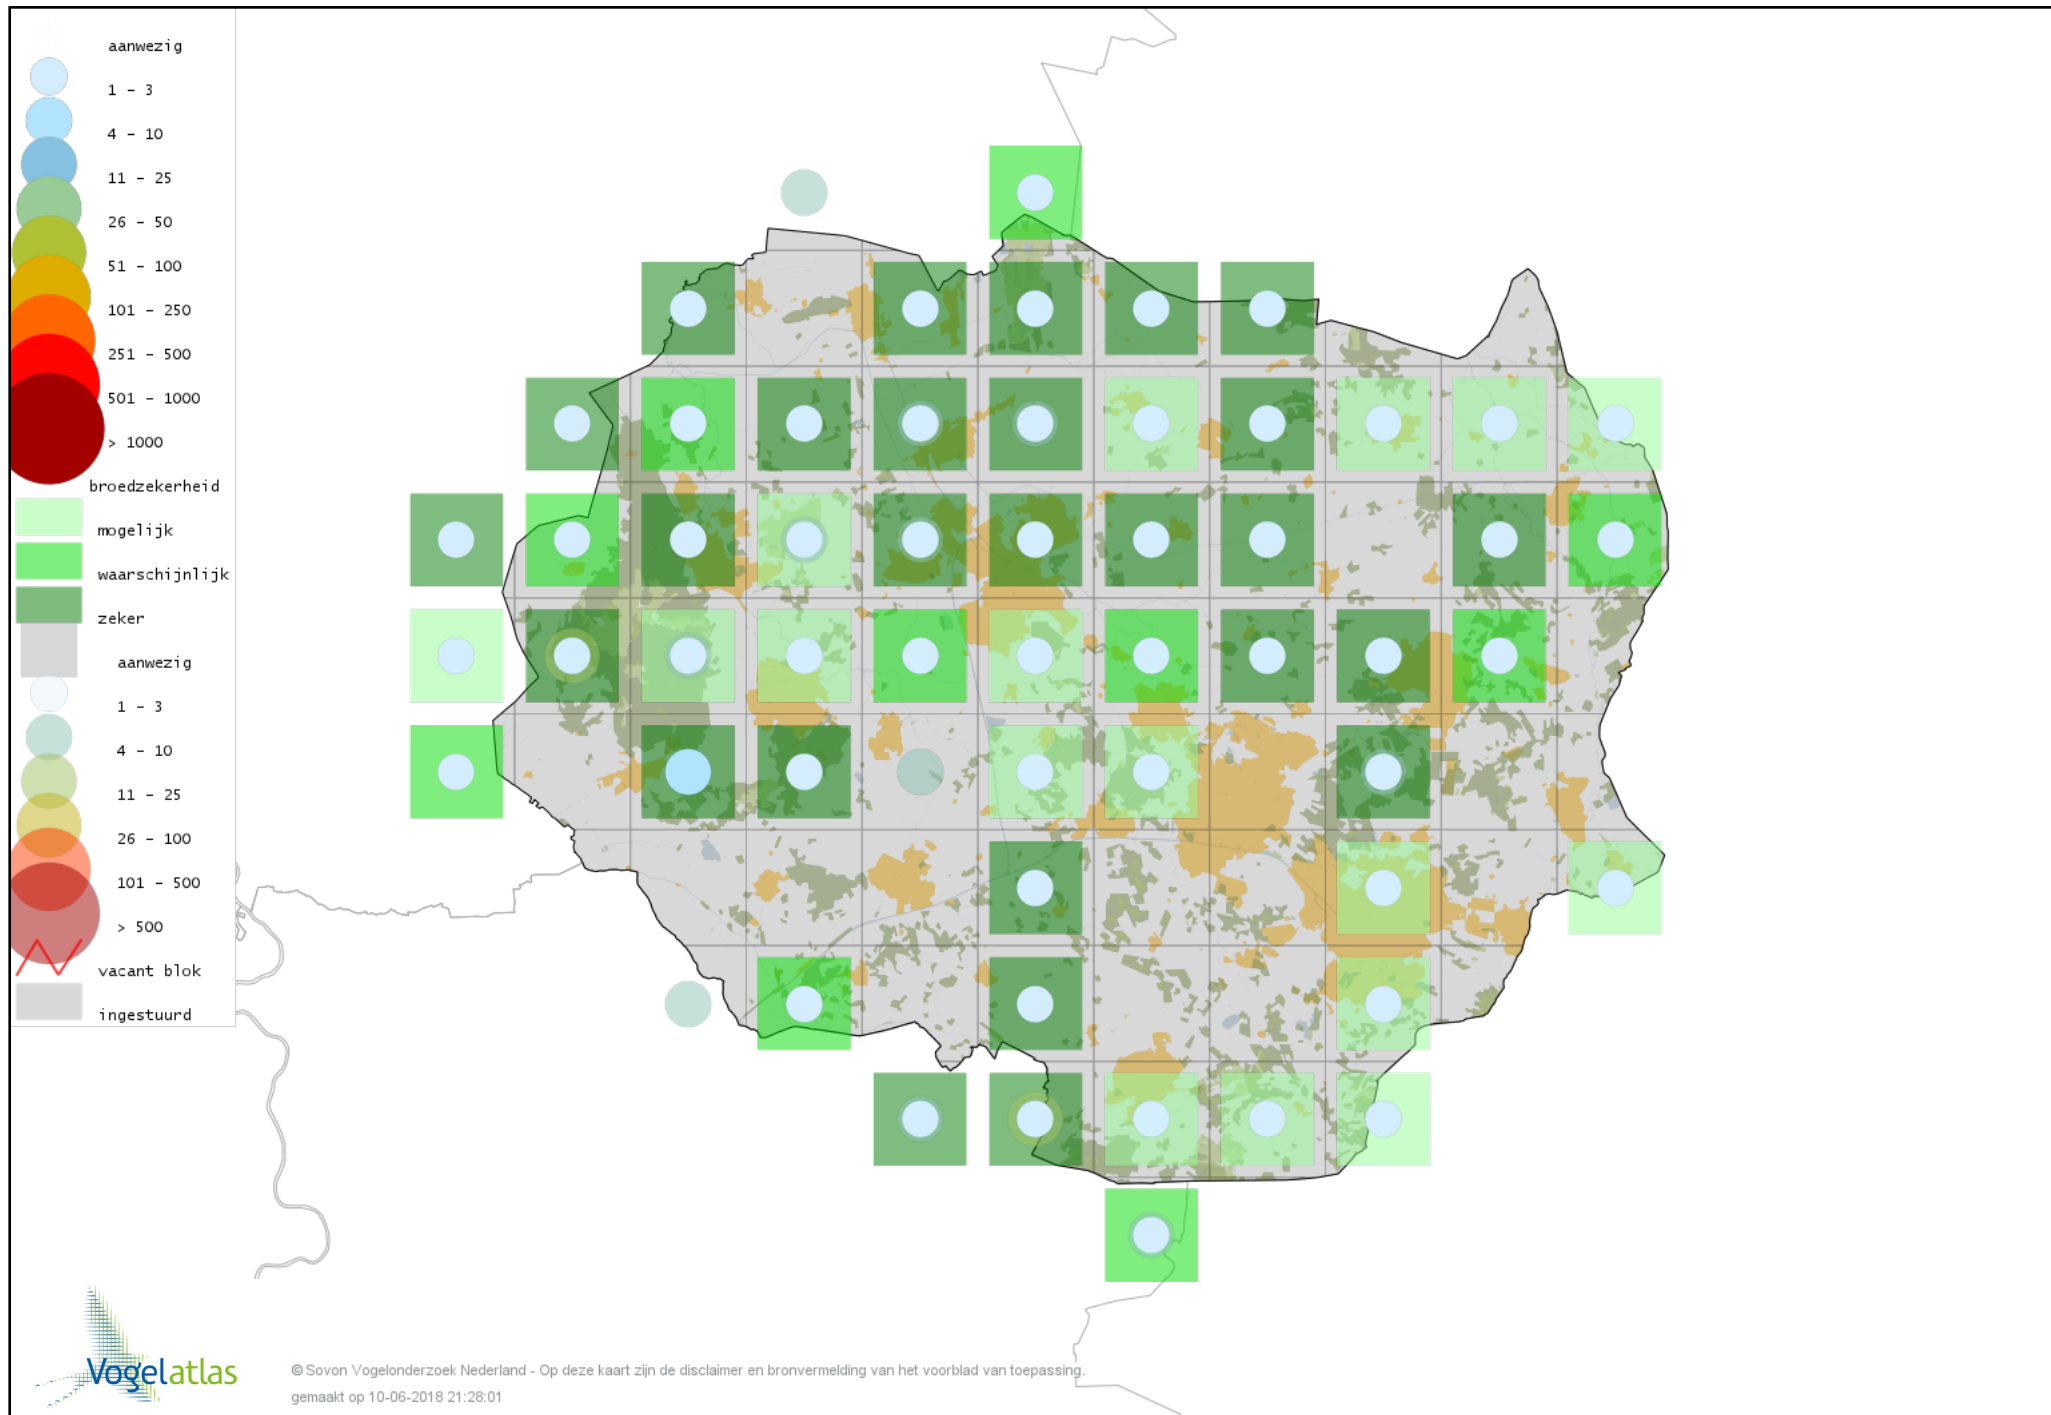 aanwezig
1 - 3
4 - 10
11 - 25
26 - 50
51 - 100
101 - 250
251 - 500
501 - 1000
> 1000
broedzekerheid
mogelijk
waarschijnlijk
zeker
aanwezig
1 - 3
4 - 10
11 - 25
26 - 100
101 - 500
> 500
vacant blok
ingestuurd
Vogelatlas
© Sovon Vogelonderzoek Nederland - Op deze kaart zijn de disclaimer en bronvermelding van het voorblad van toepassing.
gemaakt op 10-06-2018 21:28:01